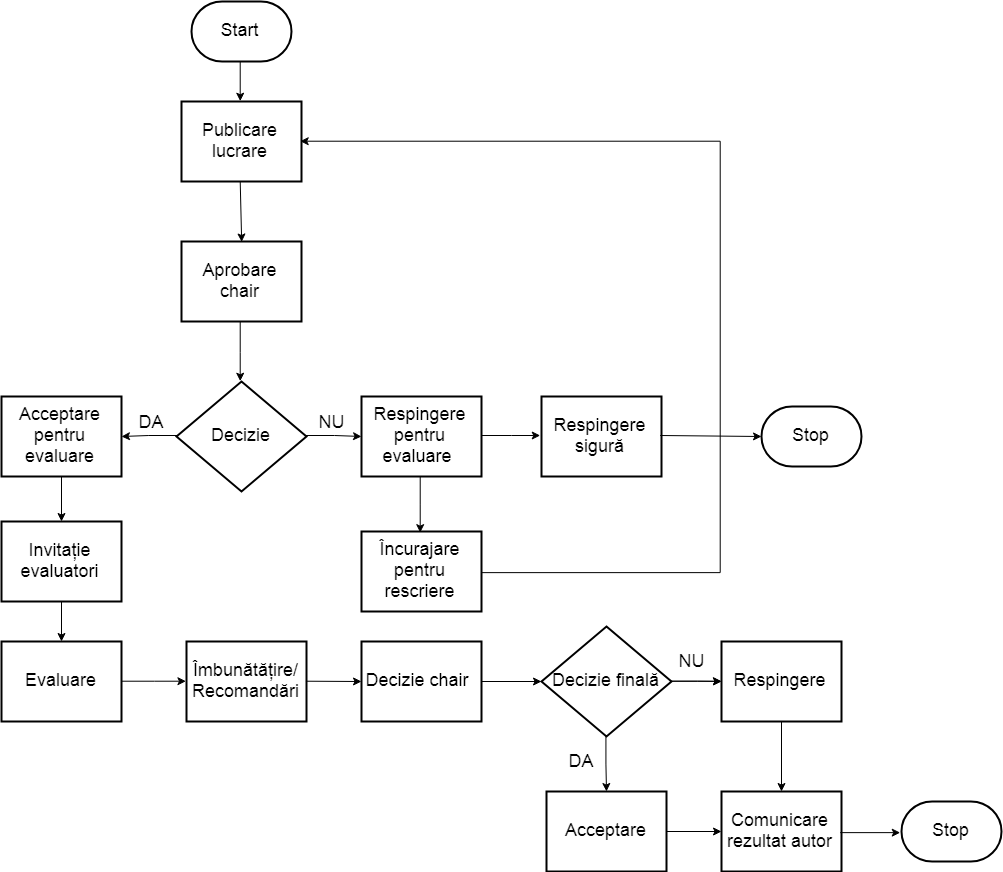 Start
Publicare
lucrare
Aprobare
chair
Decizie
DA
NU
Acceptare
pentru
evaluare
Respingere
pentru
evaluare
Respingere
sigură
Stop
Invitație
evaluatori
Încurajare
pentru
rescriere
Evaluare
Îmbunătățire/
Recomandări
Decizie chair
Decizie finală
NU
Respingere
DA
Acceptare
Comunicare
rezultat autor
Stop